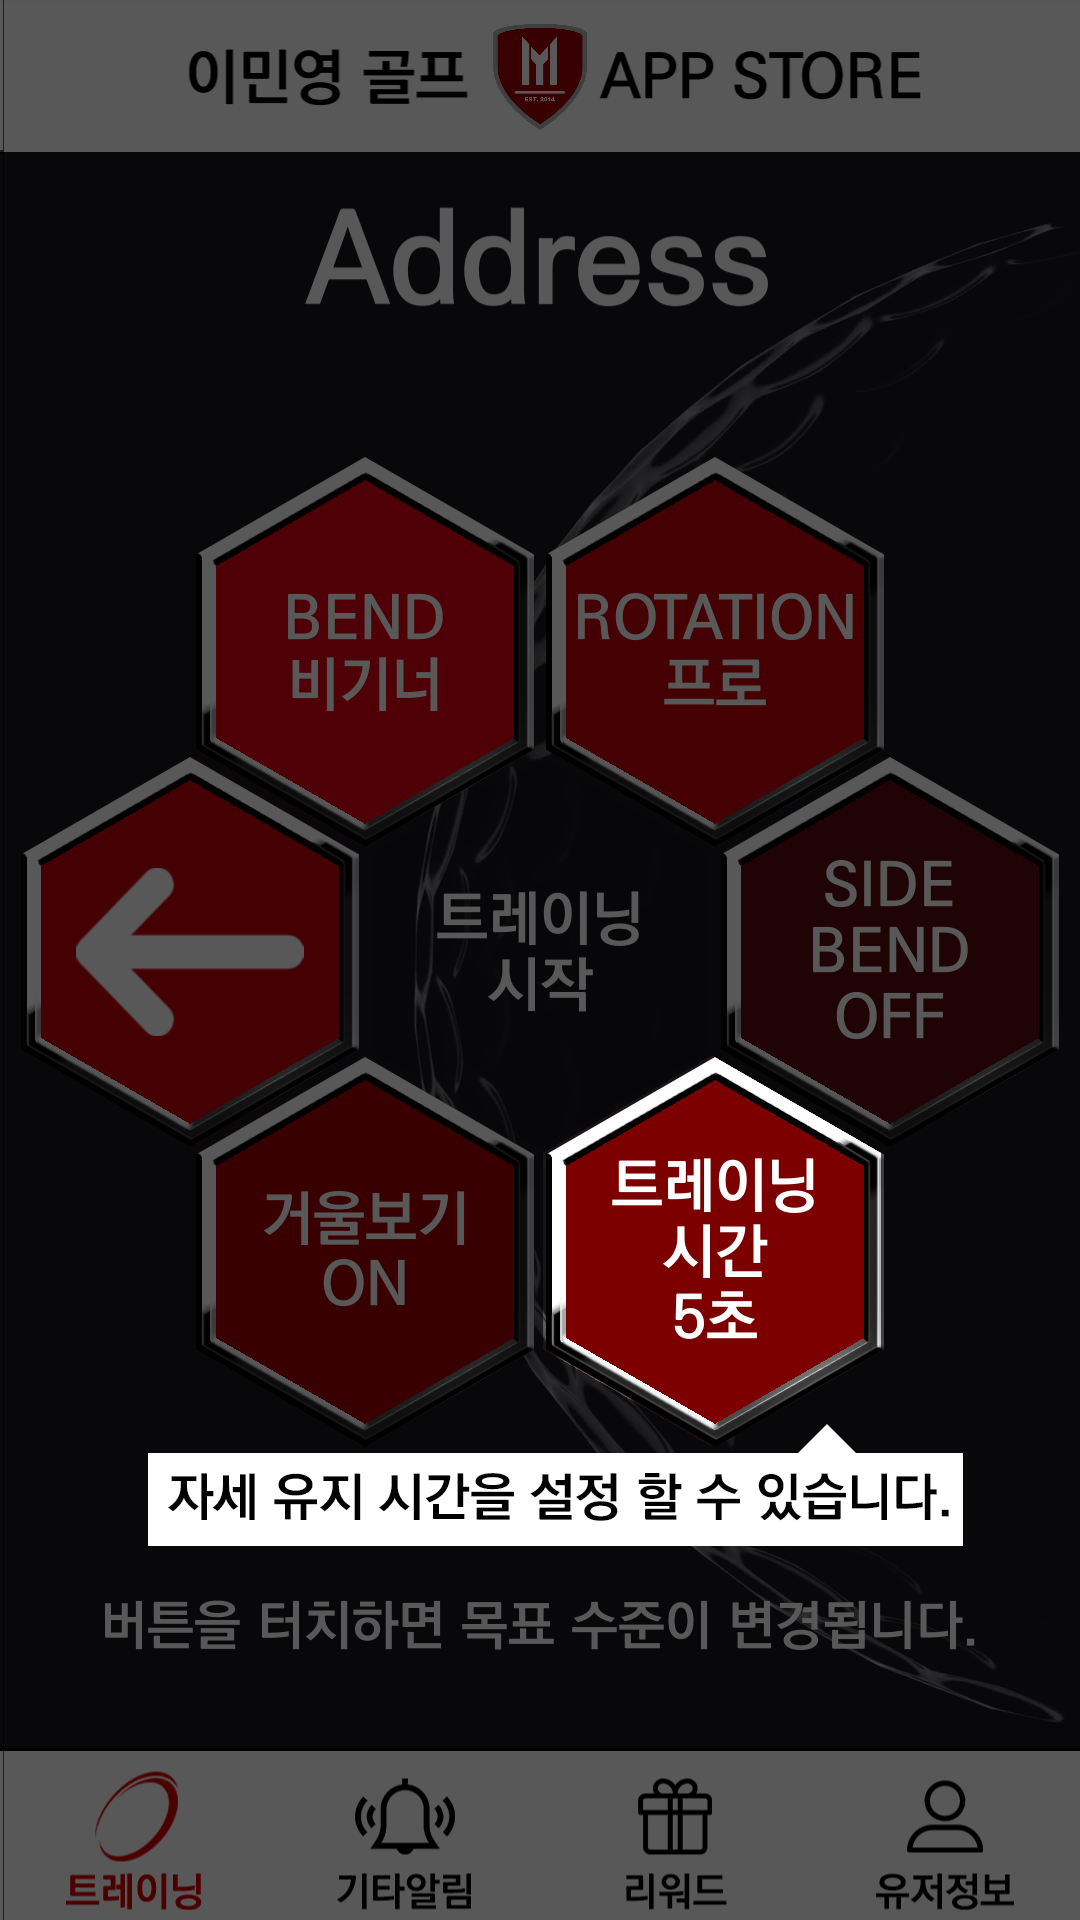 이민영 골프 APP STORE
EST. 2014
Address
BEND
비기너
ROTATION
프로
트레이닝
시작
SIDE
BEND
OFF
거울보기
ON
트레이닝
시간
5초
자세 유지 시간을 설정 할 수 있습니다.
버튼을 터치하면 목표 수준이 변경됩니다.
트레이닝 기타알림 리워드 유저정보